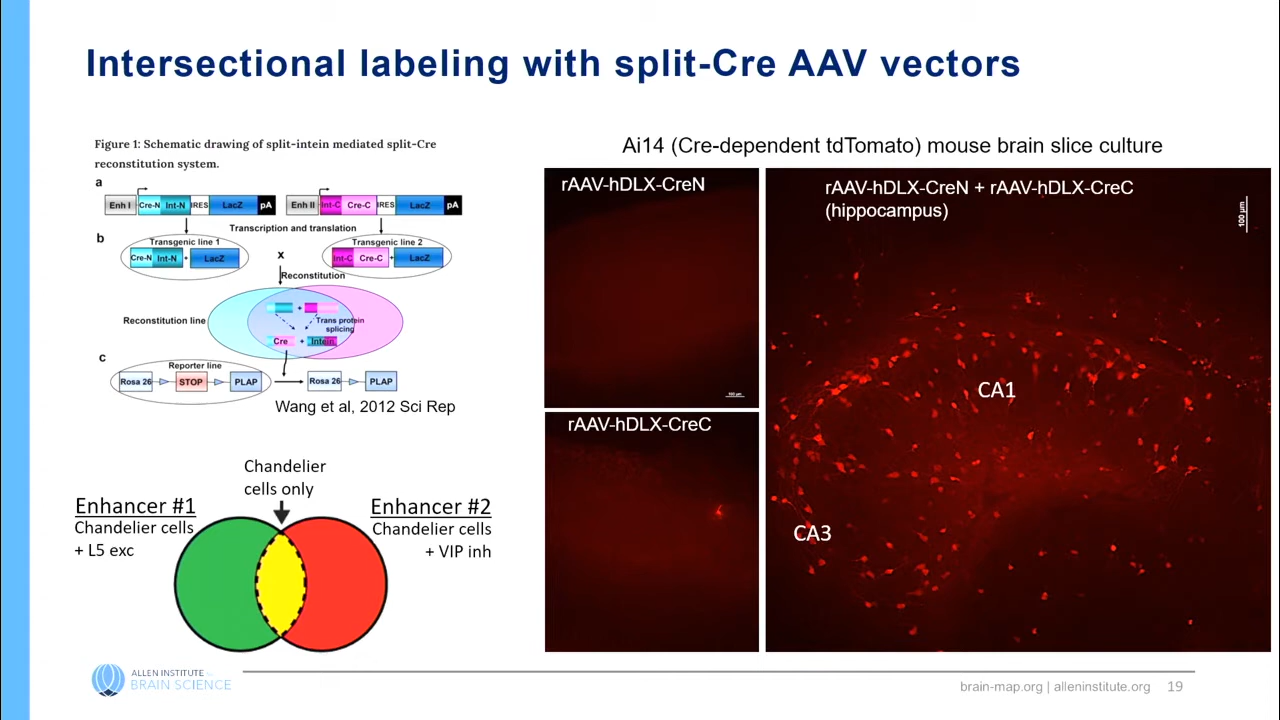 Intersectional labeling with split-Cre AAV vectors
Figure 1: Schematic drawing of split-intein mediated split-Cre
reconstitution system.
a
Enh I Cre-N Int-N IRES LacZ pA
Enh II Int-C Cre-C IRES LacZ pA
Transcription and translation
b
Transgenic line 1
Cre-N Int-N + LacZ
x
Transgenic line 2
Int-C Cre-C + LacZ
Reconstitution
Reconstitution line
+
Trans protein
splicing
Cre + Intein
c
Reporter line
Rosa 26 STOP PLAP
Rosa 26 PLAP
Wang et al, 2012 Sci Rep
Chandelier
cells only
Enhancer #1
Chandelier cells
+ L5 exc
Enhancer #2
Chandelier cells
+ VIP inh
Ai14 (Cre-dependent tdTomato) mouse brain slice culture
rAAV-hDLX-CreN
100 µm
rAAV-hDLX-CreC
rAAV-hDLX-CreN + rAAV-hDLX-CreC
(hippocampus)
100 µm
CA1
CA3
ALLEN INSTITUTE for
BRAIN SCIENCE
brain-map.org | alleninstitute.org 19